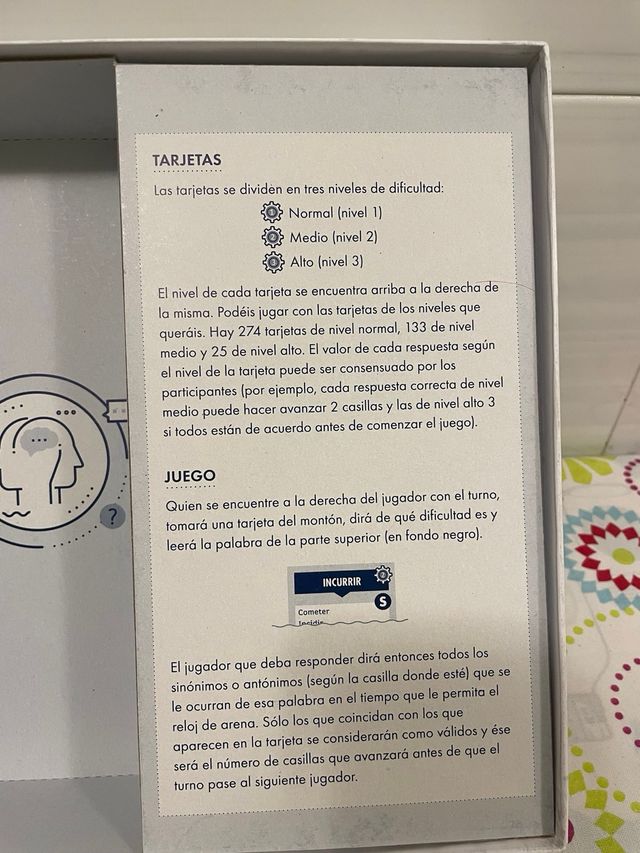 TARJETAS
Las tarjetas se dividen en tres niveles de dificultad:
1 Normal (nivel 1)
2 Medio (nivel 2)
3 Alto (nivel 3)
El nivel de cada tarjeta se encuentra arriba a la derecha de
la misma. Podéis jugar con las tarjetas de los niveles que
queráis. Hay 274 tarjetas de nivel normal, 133 de nivel
medio y 25 de nivel alto. El valor de cada respuesta según
el nivel de la tarjeta puede ser consensuado por los
participantes (por ejemplo, cada respuesta correcta de nivel
medio puede hacer avanzar 2 casillas y las de nivel alto 3
si todos están de acuerdo antes de comenzar el juego).
JUEGO
Quien se encuentre a la derecha del jugador con el turno,
tomará una tarjeta del montón, dirá de qué dificultad es y
leerá la palabra de la parte superior (en fondo negro).
INCURRIR 2
S
Cometer
Incidir
El jugador que deba responder dirá entonces todos los
sinónimos o antónimos (según la casilla donde esté) que se
le ocurran de esa palabra en el tiempo que le permita el
reloj de arena. Sólo los que coincidan con los que
aparecen en la tarjeta se considerarán como válidos y ése
será el número de casillas que avanzará antes de que el
turno pase al siguiente jugador.
?